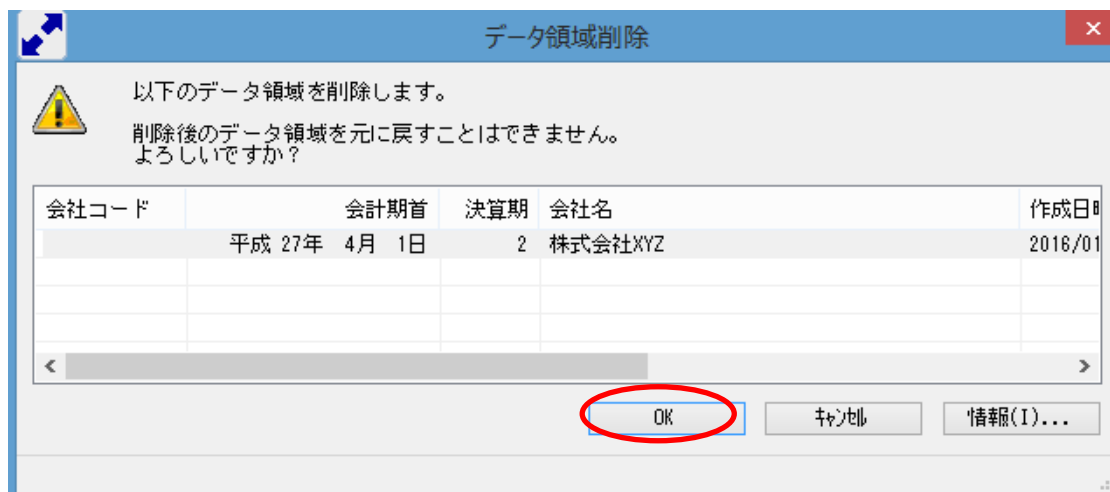 データ領域削除
以下のデータ領域を削除します。
削除後のデータ領域を元に戻すことはできません。
よろしいですか？
会社コード 会計期首 決算期 会社名 作成日時
平成 27年 4月 1日 2 株式会社XYZ 2016/01
OK キャンセル 情報(I)...